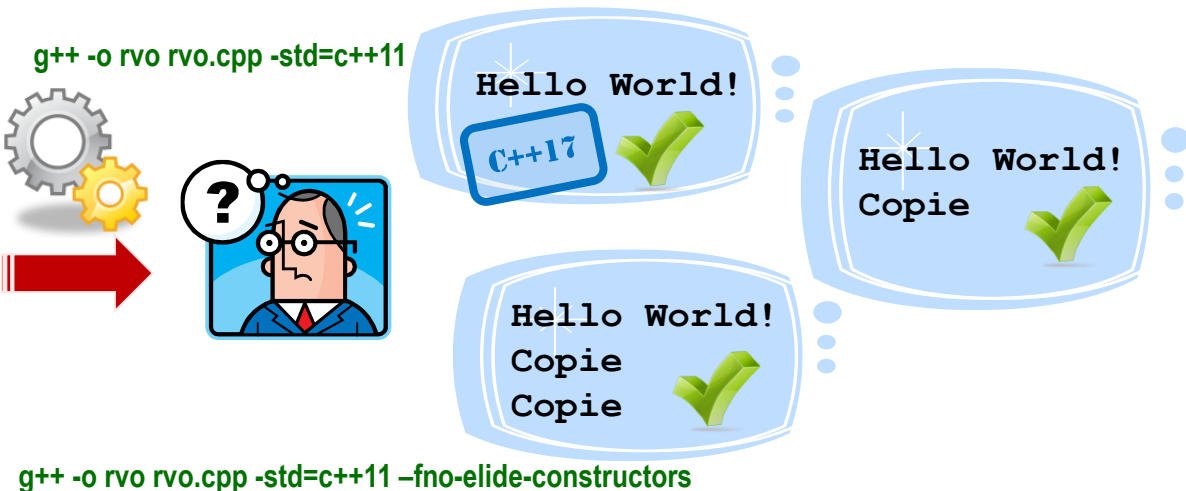 g++ -o rvo rvo.cpp -std=c++11
Hello World!
C++17
?
Hello World!
Copie
Hello World!
Copie
Copie
g++ -o rvo rvo.cpp -std=c++11 –fno-elide-constructors